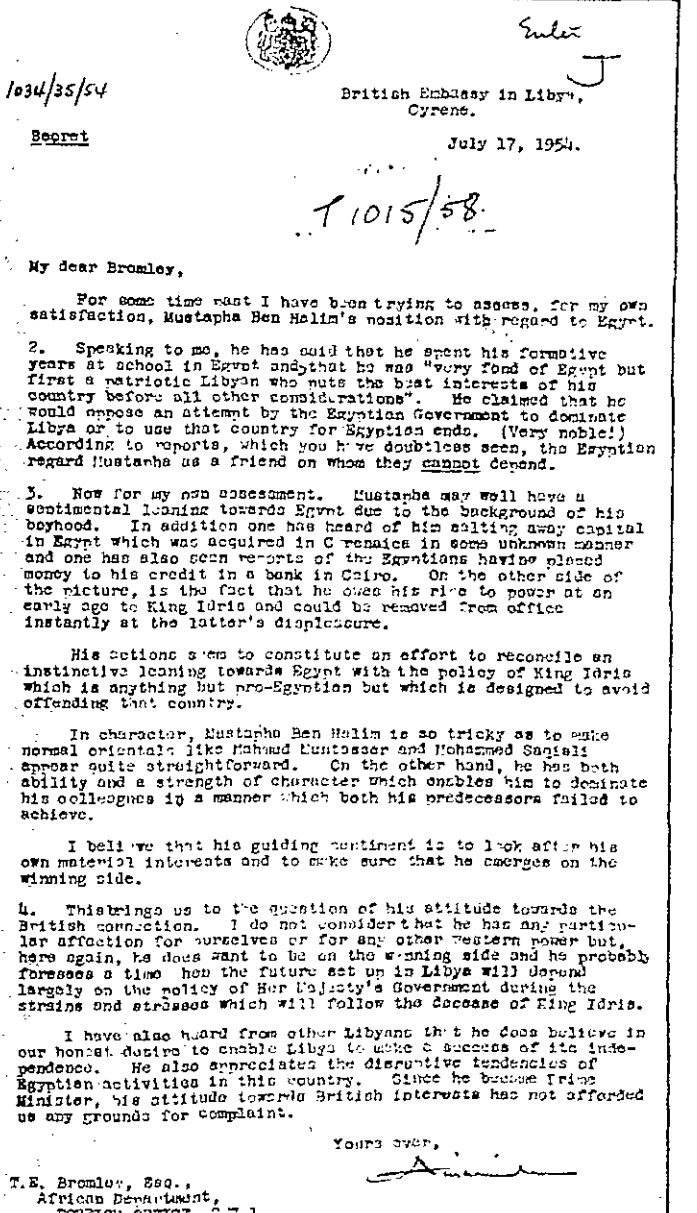 Enter
J
1034/35/54
British Embassy in Libya,
Cyrene.
Secret
July 17, 1954.
T 1015/58.
My dear Bromley,
For some time past I have been trying to assess, for my own
satisfaction, Mustapha Ben Halim's position with regard to Egypt.
2. Speaking to me, he has said that he spent his formative
years at school in Egypt and that he was "very fond of Egypt but
first a patriotic Libyan who puts the best interests of his
country before all other considerations". He claimed that he
would oppose an attempt by the Egyptian Government to dominate
Libya or to use that country for Egyptian ends. (Very noble!)
According to reports, which you have doubtless seen, the Egyptian
regard Mustapha as a friend on whom they cannot depend.
3. Now for my own assessment. Mustapha may well have a
sentimental leaning towards Egypt due to the background of his
boyhood. In addition one has heard of him salting away capital
in Egypt which was acquired in Cyrenaica in some unknown manner
and one has also seen reports of the Egyptians having placed
money to his credit in a bank in Cairo. On the other side of
the picture, is the fact that he owes his rise to power at an
early age to King Idris and could be removed from office
instantly at the latter's displeasure.
His actions seem to constitute an effort to reconcile an
instinctive leaning towards Egypt with the policy of King Idris
which is anything but pro-Egyptian but which is designed to avoid
offending that country.
In character, Mustapha Ben Halim is so tricky as to make
normal orientals like Mahmud Muntasser and Mohammed Saqisli
appear quite straightforward. On the other hand, he has both
ability and a strength of character which enables him to dominate
his colleagues in a manner which both his predecessors failed to
achieve.
I believe that his guiding sentiment is to look after his
own material interests and to make sure that he emerges on the
winning side.
4. This brings us to the question of his attitude towards the
British connection. I do not consider that he has any particu-
lar affection for ourselves or for any other western power but,
here again, he does want to be on the winning side and he probably
foresees a time when the future set up in Libya will depend
largely on the policy of Her Majesty's Government during the
strains and stresses which will follow the decease of King Idris.
I have also heard from other Libyans that he does believe in
our honest desire to enable Libya to make a success of its inde-
pendence. He also appreciates the disruptive tendencies of
Egyptian activities in this country. Since he became Prime
Minister, his attitude towards British interests has not afforded
us any grounds for complaint.
Yours ever,
T.E. Bromley, Esq.,
African Department,
FOREIGN OFFICE, S.W.1.